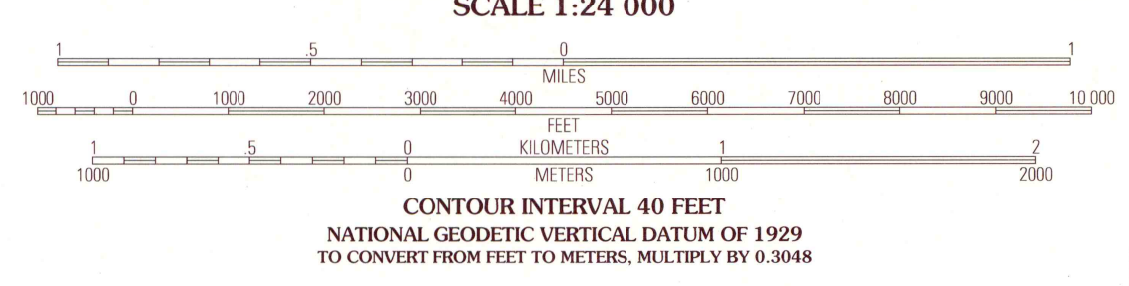 SCALE 1:24 000
1 .5 0 1
MILES
1000 0 1000 2000 3000 4000 5000 6000 7000 8000 9000 10 000
FEET
1 .5 0 KILOMETERS 1 2
1000 0 METERS 1000 2000
CONTOUR INTERVAL 40 FEET
NATIONAL GEODETIC VERTICAL DATUM OF 1929
TO CONVERT FROM FEET TO METERS, MULTIPLY BY 0.3048